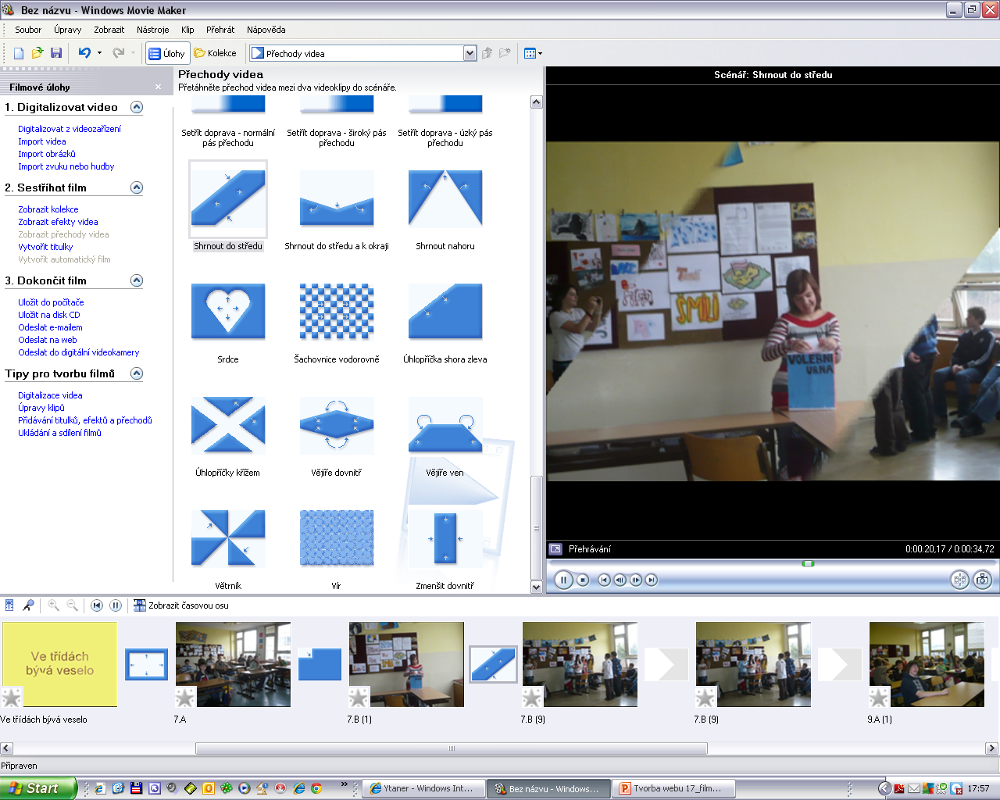 Bez názvu - Windows Movie Maker
Soubor Úpravy Zobrazit Nástroje Klip Přehrát Nápověda
Úlohy Kolekce Přechody videa
Filmové úlohy
1. Digitalizovat video
Digitalizovat z videozařízení
Import videa
Import obrázků
Import zvuku nebo hudby
2. Sestříhat film
Zobrazit kolekce
Zobrazit efekty videa
Zobrazit přechody videa
Vytvořit titulky
Vytvořit automatický film
3. Dokončit film
Uložit do počítače
Uložit na disk CD
Odeslat e-mailem
Odeslat na web
Odeslat do digitální videokamery
Tipy pro tvorbu filmů
Digitalizace videa
Úpravy klipů
Přidávání titulků, efektů a přechodů
Ukládání a sdílení filmů
Přechody videa
Přetáhněte přechod videa mezi dva videoklipy do scénáře.
Setřít doprava - normální pás přechodu
Setřít doprava - široký pás přechodu
Setřít doprava - úzký pás přechodu
Shrnout do středu
Shrnout do středu a k okraji
Shrnout nahoru
Srdce
Šachovnice vodorovně
Úhlopříčka shora zleva
Úhlopříčky křížem
Vějíře dovnitř
Vějíře ven
Větrník
Vír
Zmenšit dovnitř
Scénář: Shrnout do středu
ŠMÍLÍ
VOLEBNÍ
URNA
Přehrávání
0:00:20,17 / 0:00:34,72
Zobrazit časovou osu
Ve třídách
bývá veselo
Ve třídách bývá veselo
7.A
7.B (1)
7.B (9)
7.B (9)
9.A (1)
Připraven
Start
Ytaner - Windows Int...
Bez názvu - Windows...
Tvorba webu 17_film...
17:57